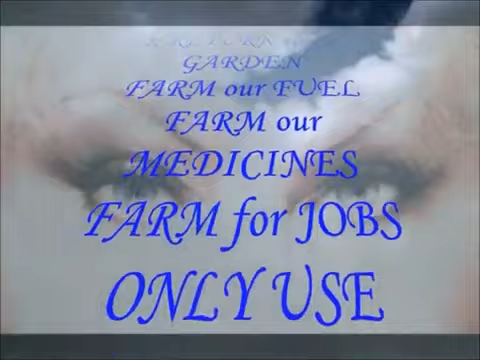 GARDEN
FARM our FUEL
FARM our
MEDICINES
FARM for JOBS
ONLY USE